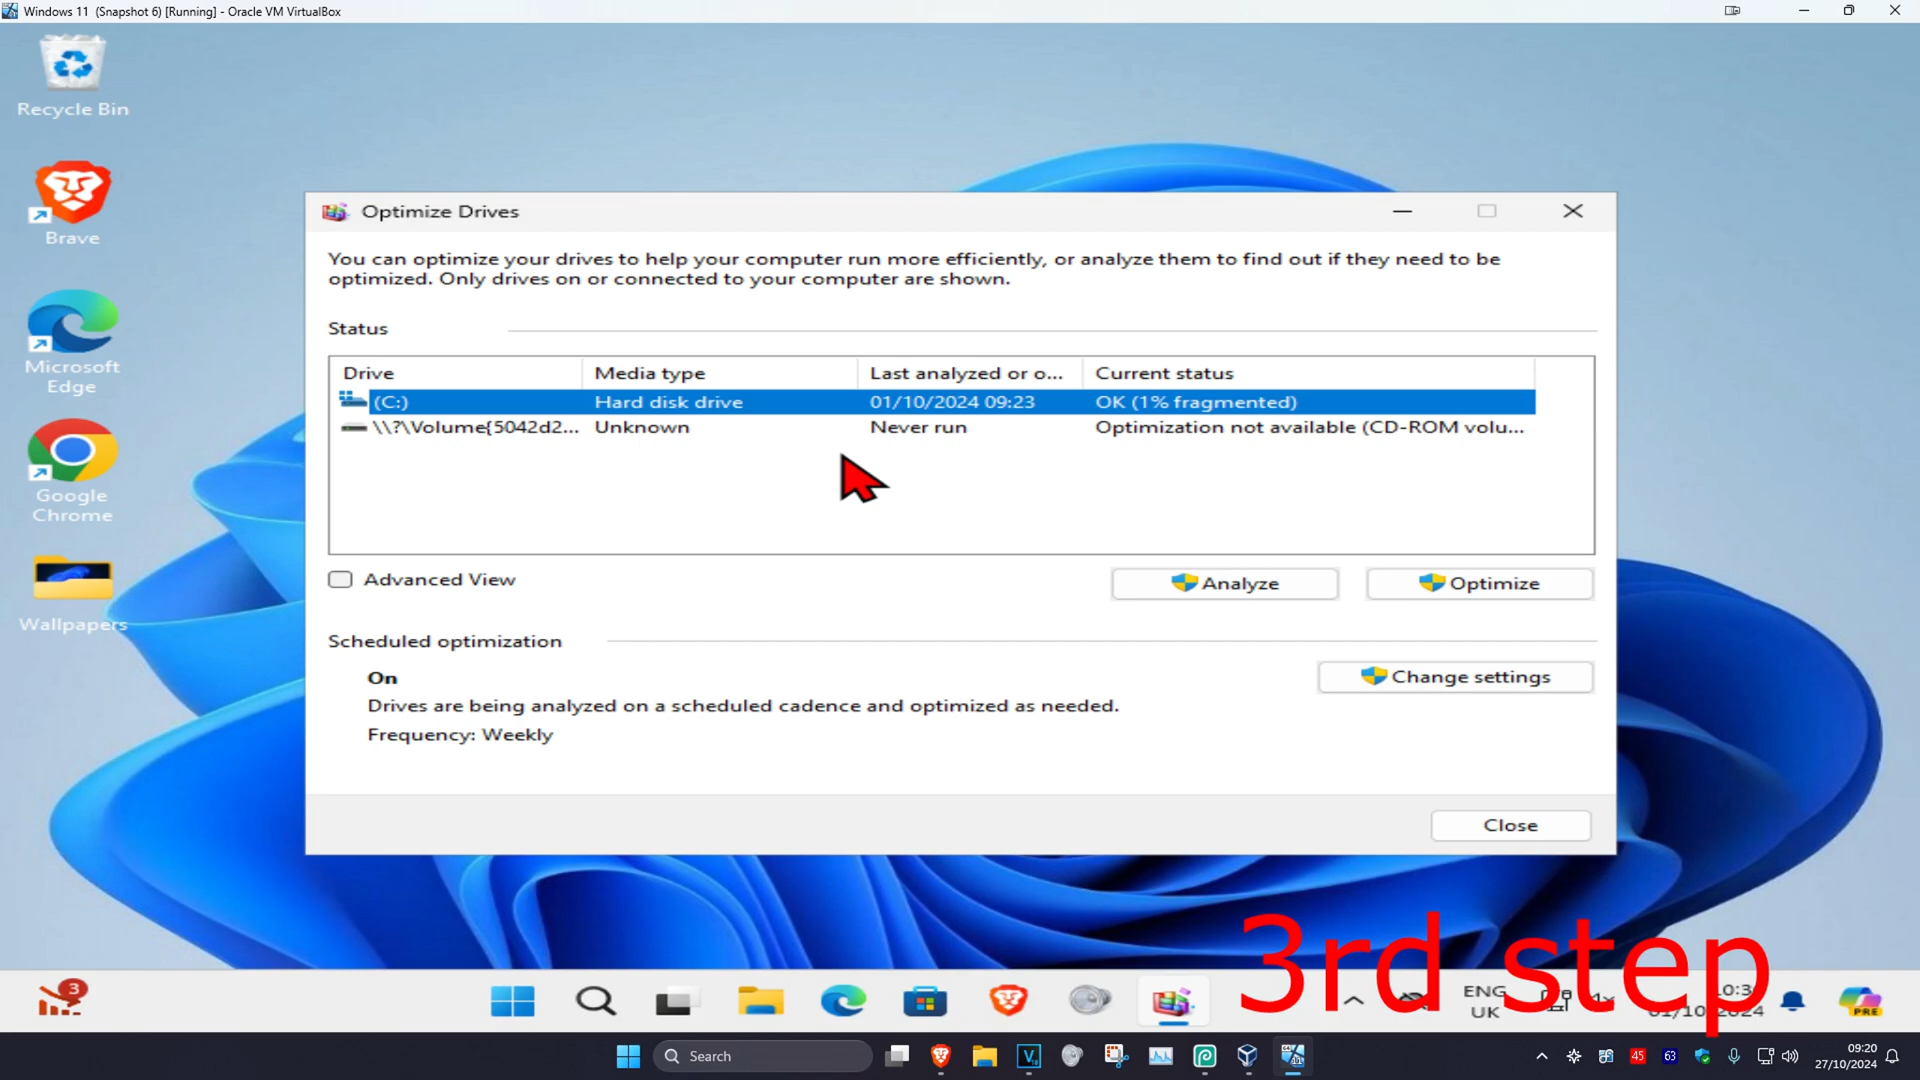 Windows 11 (Snapshot 6) [Running] - Oracle VM VirtualBox
Recycle Bin
Brave
Microsoft
Edge
Google
Chrome
Wallpapers
Optimize Drives
You can optimize your drives to help your computer run more efficiently, or analyze them to find out if they need to be
optimized. Only drives on or connected to your computer are shown.
Status
Drive Media type Last analyzed or o... Current status
(C:) Hard disk drive 01/10/2024 09:23 OK (1% fragmented)
\\?\Volume{5042d2... Unknown Never run Optimization not available (CD-ROM volu...
Advanced View
Analyze
Optimize
Scheduled optimization
On
Change settings
Drives are being analyzed on a scheduled cadence and optimized as needed.
Frequency: Weekly
Close
3rd step
3
ENG
UK
PRE
Search
45
63
09:20
27/10/2024